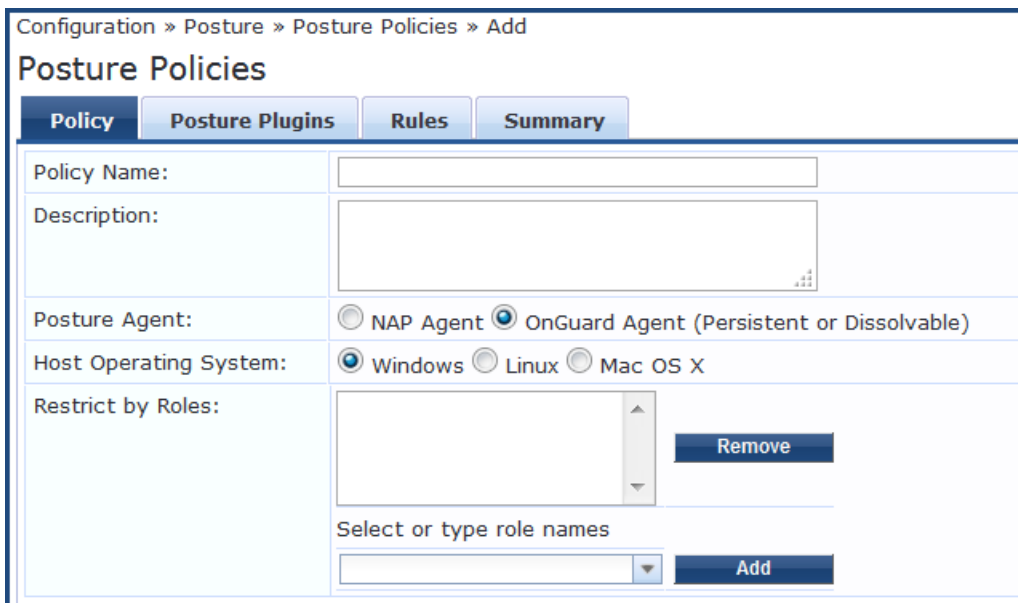 Configuration » Posture » Posture Policies » Add
Posture Policies
Policy Posture Plugins Rules Summary
Policy Name:
Description:
Posture Agent: NAP Agent OnGuard Agent (Persistent or Dissolvable)
Host Operating System: Windows Linux Mac OS X
Restrict by Roles:
Remove
Select or type role names
Add